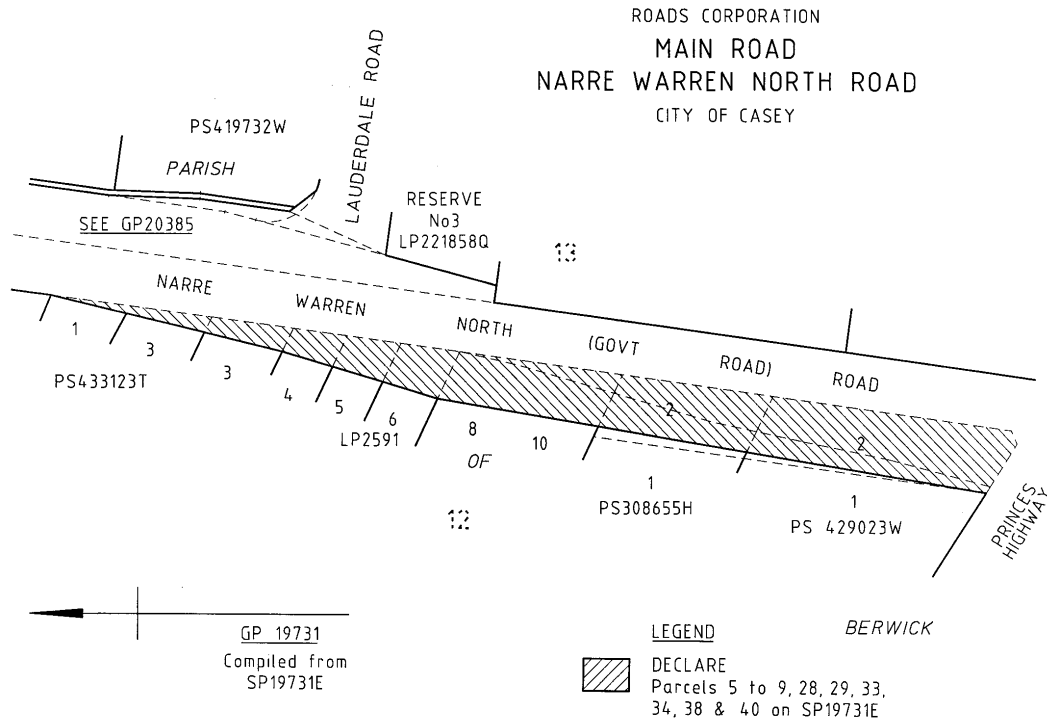 ROADS CORPORATION
MAIN ROAD
NARRE WARREN NORTH ROAD
CITY OF CASEY
LAUDERDALE ROAD
PS419732W
PARISH
RESERVE
No3
LP221858Q
SEE GP20385
13
NARRE WARREN NORTH (GOVT ROAD) ROAD
1
3
3
4
5
6
8
10
2
2
PS433123T
LP2591
OF
1
PS308655H
1
PS 429023W
12
PRINCES
HIGHWAY
GP 19731
Compiled from
SP19731E
BERWICK
LEGEND
DECLARE
Parcels 5 to 9, 28, 29, 33,
34, 38 & 40 on SP19731E